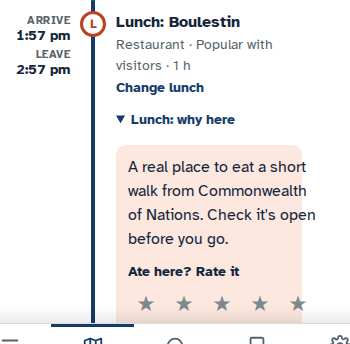 ARRIVE
1:57 pm
LEAVE
2:57 pm
L
Lunch: Boulestin
Restaurant · Popular with
visitors · 1 h
Change lunch
▼ Lunch: why here
A real place to eat a short
walk from Commonwealth
of Nations. Check it's open
before you go.
Ate here? Rate it
★ ★ ★ ★ ★